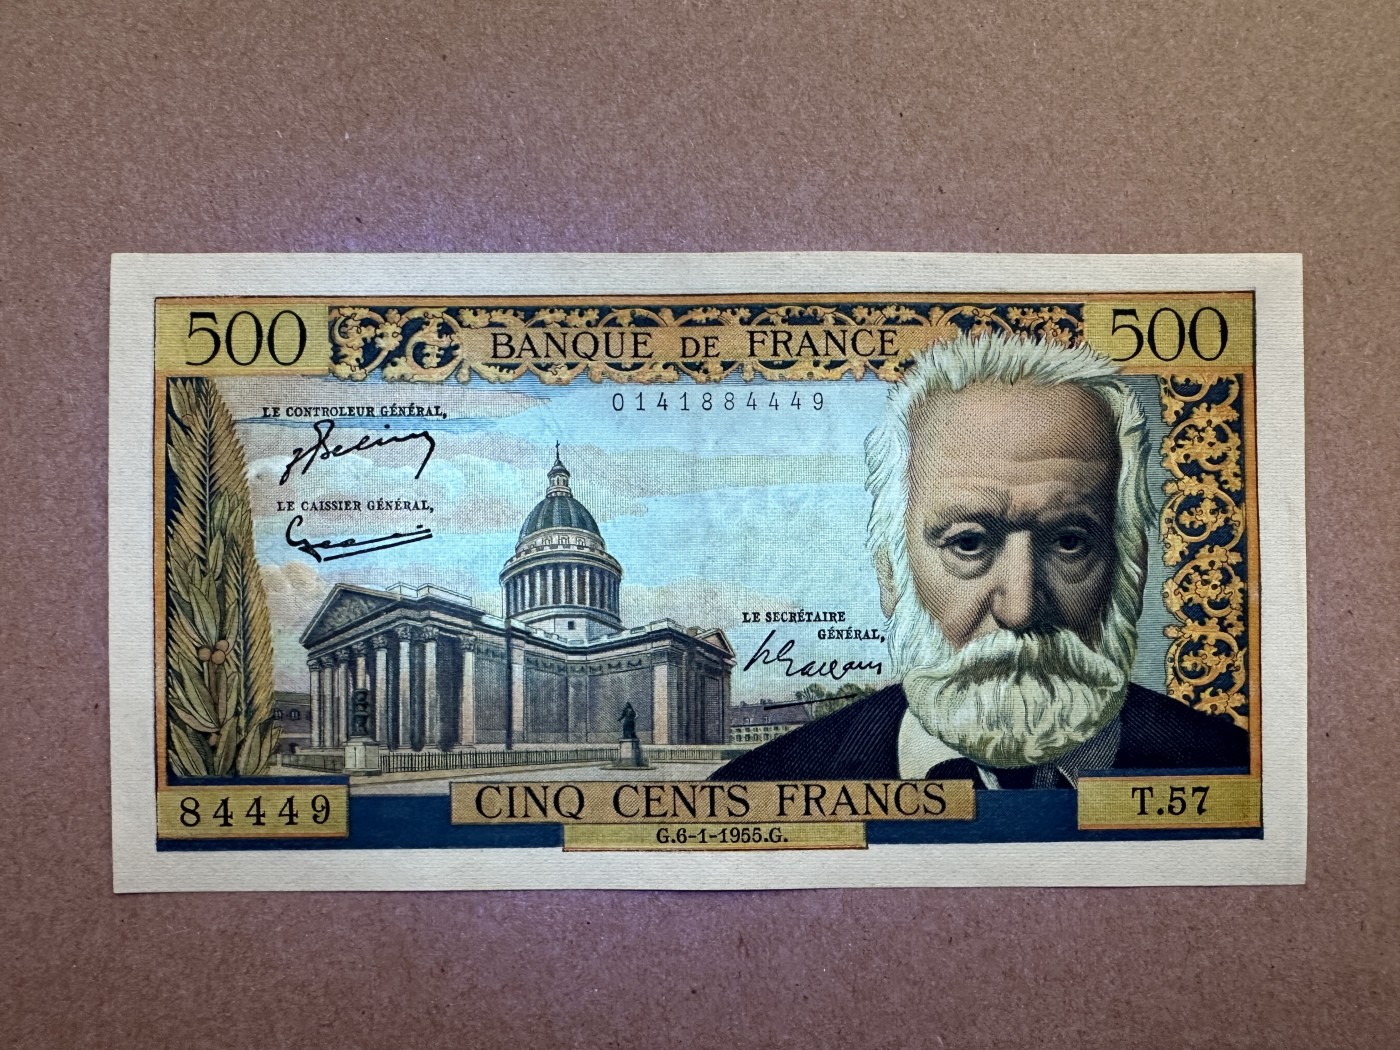 500
BANQUE DE FRANCE
500
0141884449
LE CONTROLEUR GÉNÉRAL,
LE CAISSIER GÉNÉRAL,
LE SECRÉTAIRE
GÉNÉRAL,
84449
CINQ CENTS FRANCS
T.57
G.6-1-1955.G.